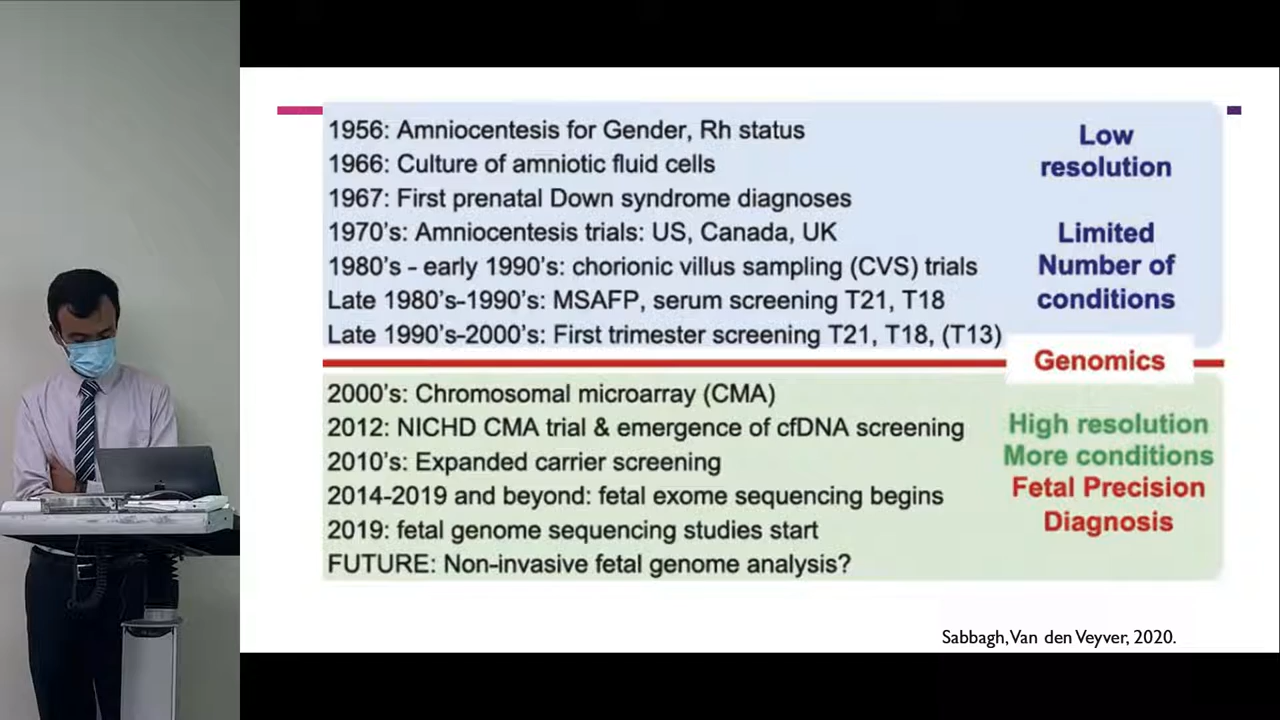 1956: Amniocentesis for Gender, Rh status
1966: Culture of amniotic fluid cells
1967: First prenatal Down syndrome diagnoses
1970's: Amniocentesis trials: US, Canada, UK
1980's - early 1990's: chorionic villus sampling (CVS) trials
Late 1980's-1990's: MSAFP, serum screening T21, T18
Late 1990's-2000's: First trimester screening T21, T18, (T13)
Low
resolution
Limited
Number of
conditions
Genomics
2000's: Chromosomal microarray (CMA)
2012: NICHD CMA trial & emergence of cfDNA screening
2010's: Expanded carrier screening
2014-2019 and beyond: fetal exome sequencing begins
2019: fetal genome sequencing studies start
FUTURE: Non-invasive fetal genome analysis?
High resolution
More conditions
Fetal Precision
Diagnosis
Sabbagh, Van den Veyver, 2020.